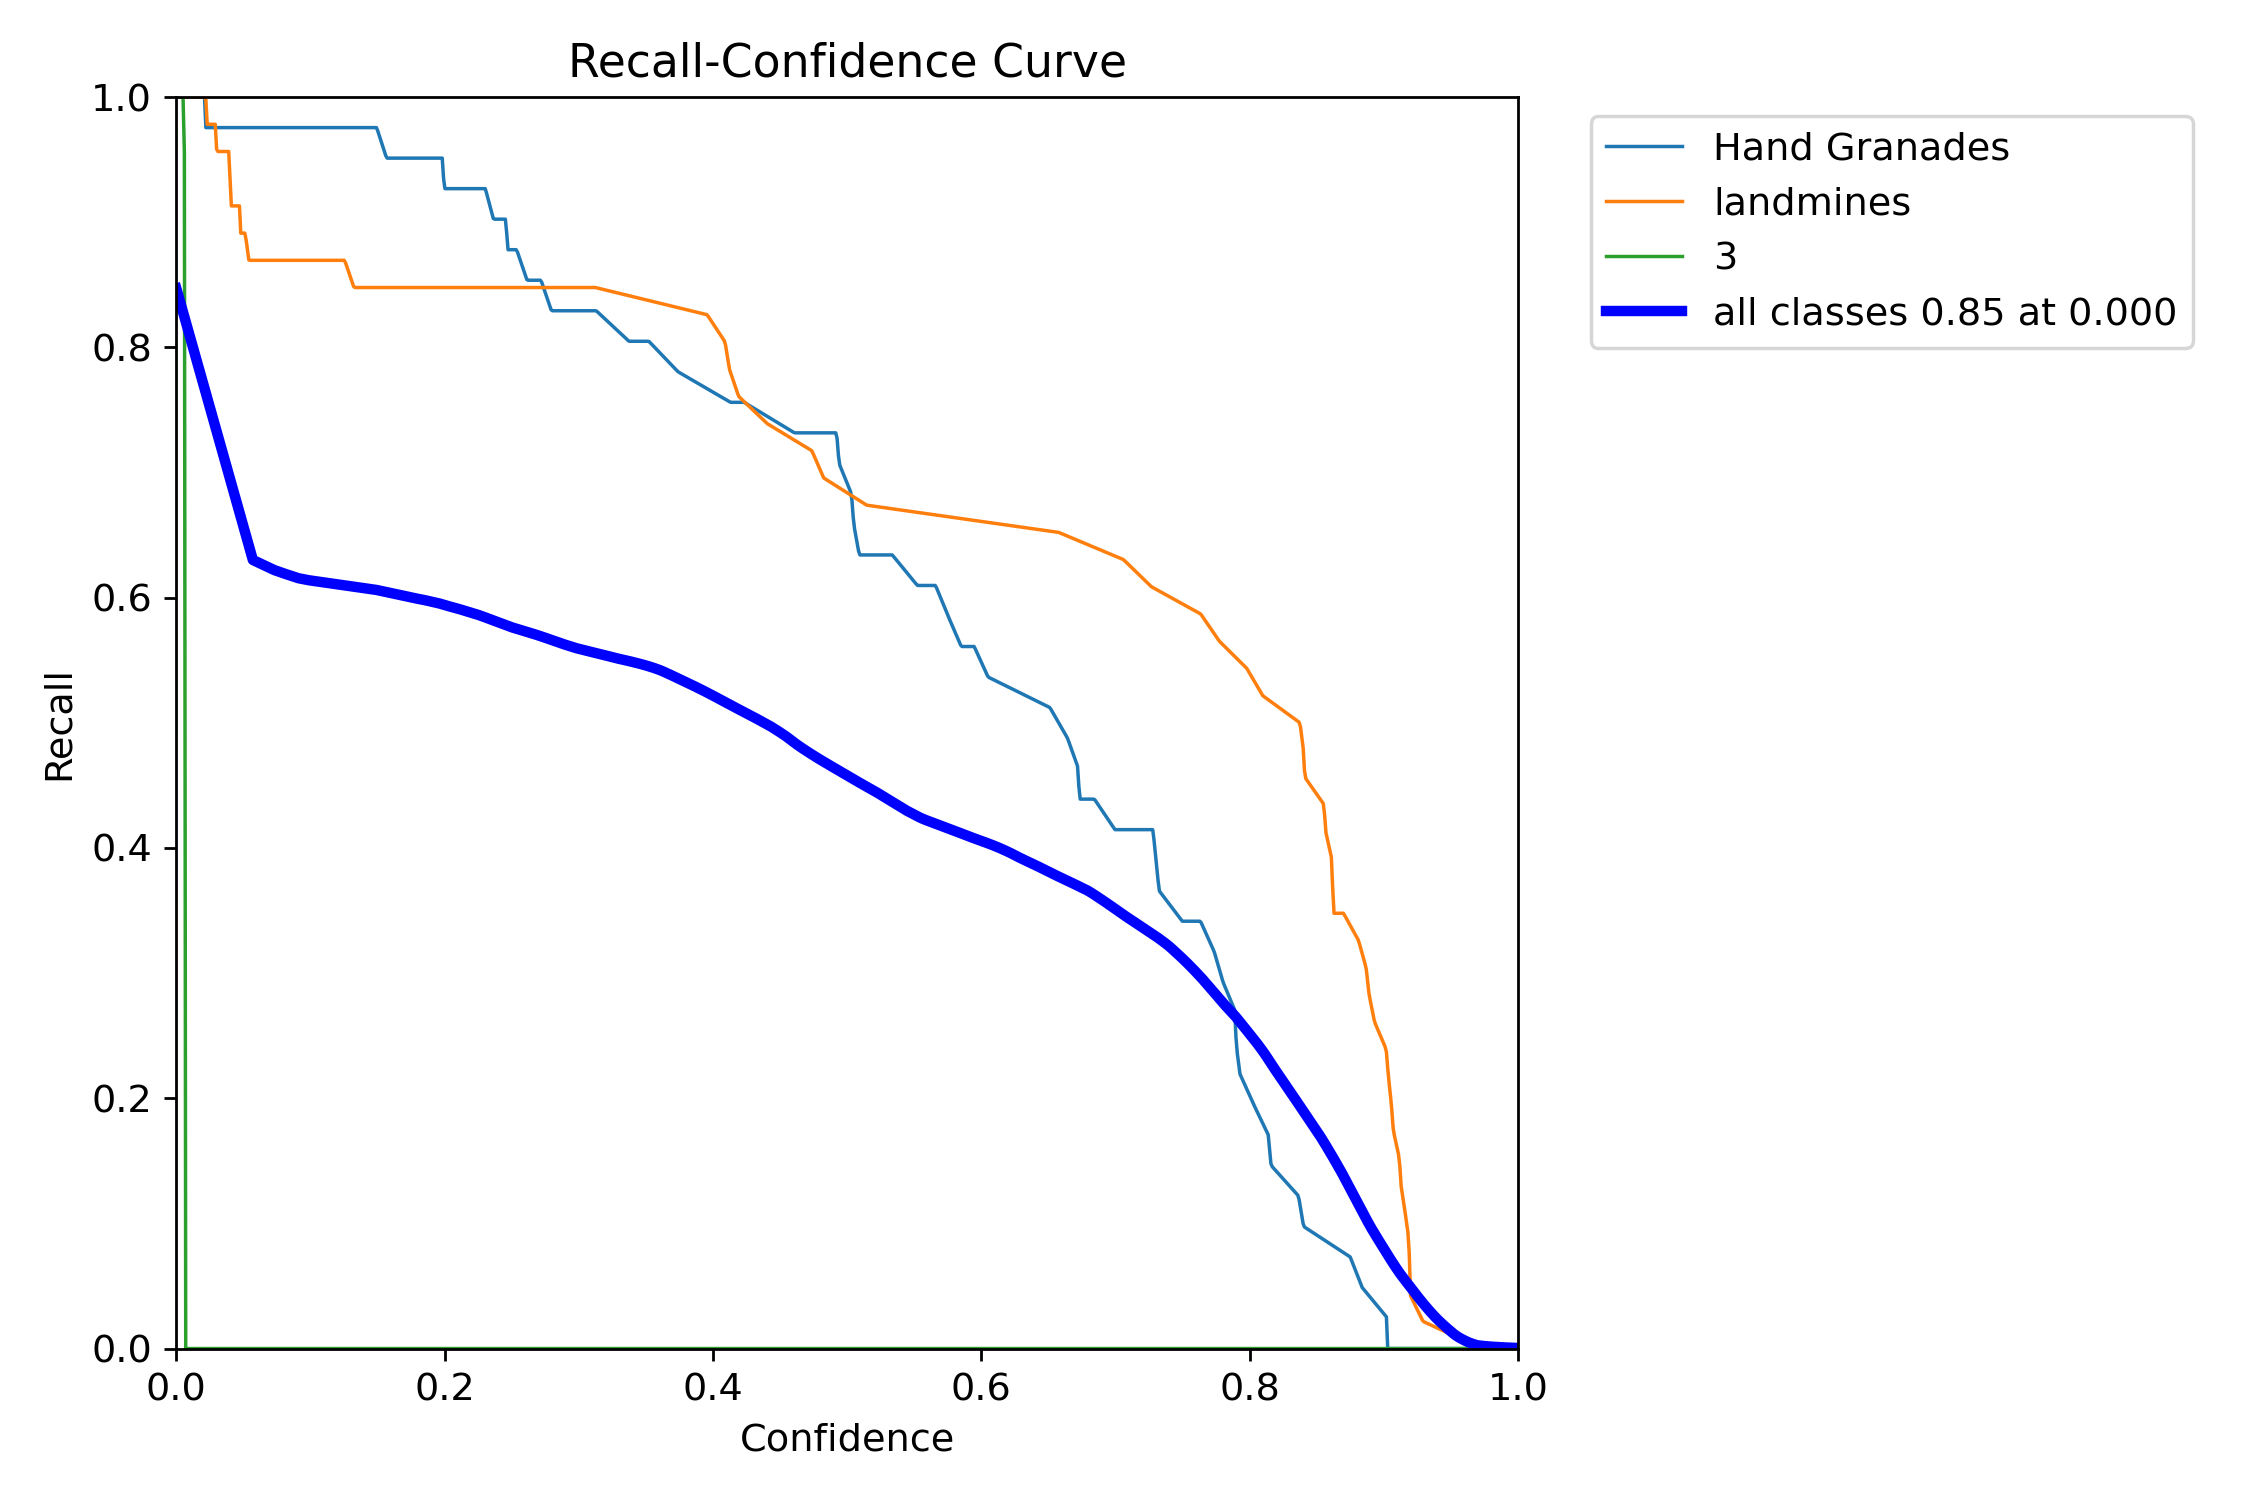 Recall-Confidence Curve
1.0
0.8
0.6
0.4
0.2
0.0
Recall
0.0 0.2 0.4 0.6 0.8 1.0
Confidence
Hand Granades
landmines
3
all classes 0.85 at 0.000